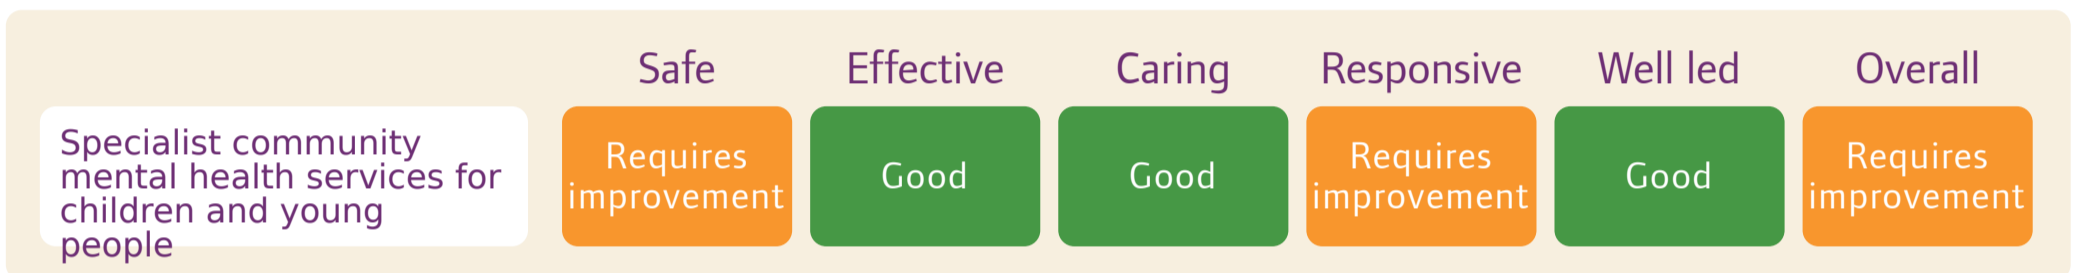 Safe Effective Caring Responsive Well led Overall
Specialist community
mental health services for
children and young
people
Requires
improvement
Good
Good
Requires
improvement
Good
Requires
improvement